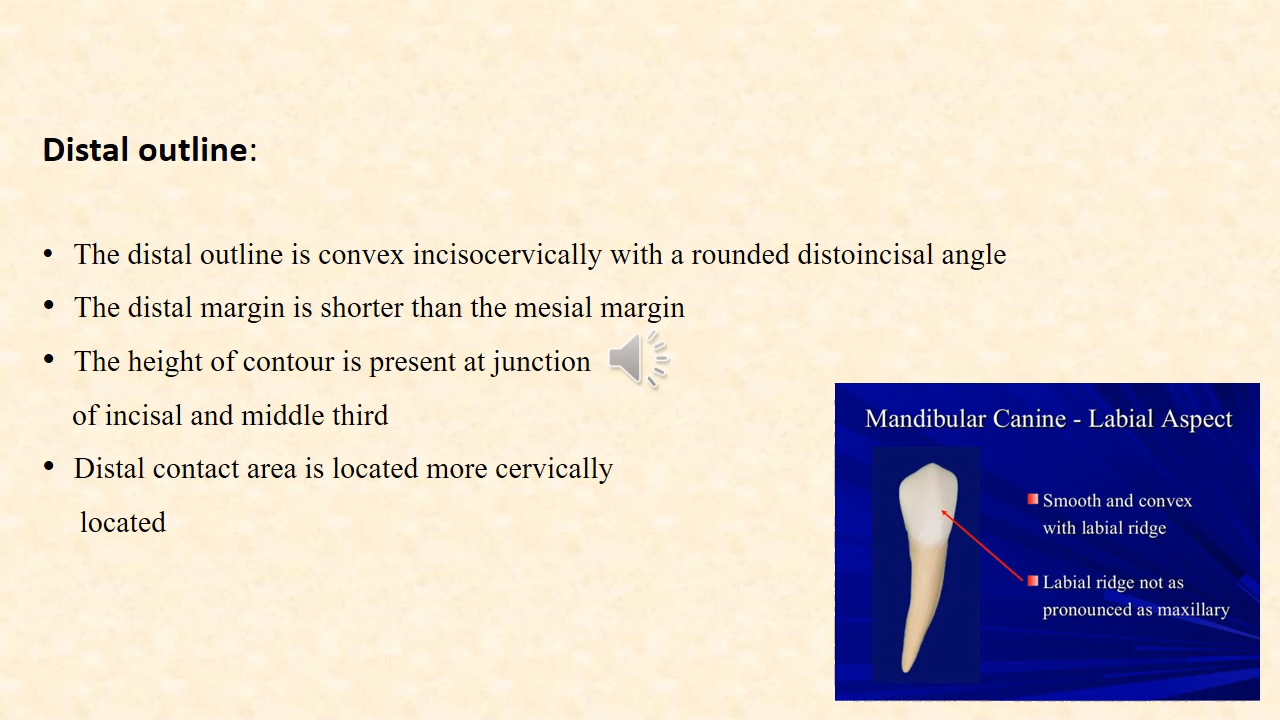 Distal outline:
• The distal outline is convex incisocervically with a rounded distoincisal angle
• The distal margin is shorter than the mesial margin
• The height of contour is present at junction
of incisal and middle third
• Distal contact area is located more cervically
located
Mandibular Canine - Labial Aspect
Smooth and convex
with labial ridge
Labial ridge not as
pronounced as maxillary